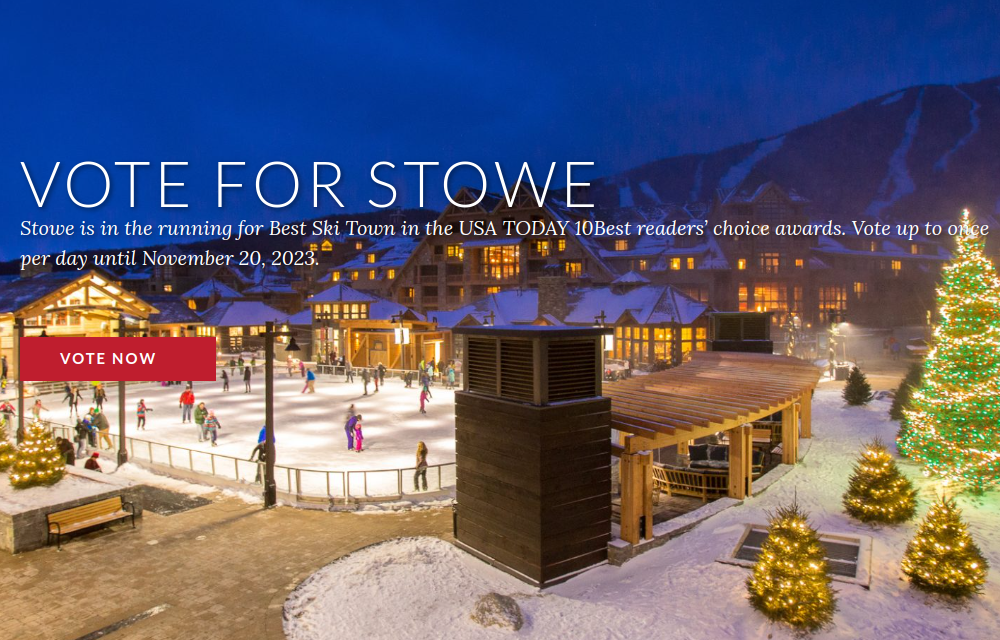 VOTE FOR STOWE
Stowe is in the running for Best Ski Town in the USA TODAY 10Best readers’ choice awards. Vote up to once
per day until November 20, 2023.
VOTE NOW